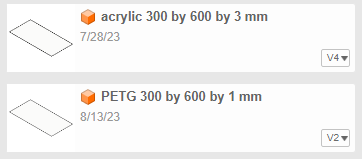 acrylic 300 by 600 by 3 mm
7/28/23
V4
PETG 300 by 600 by 1 mm
8/13/23
V2